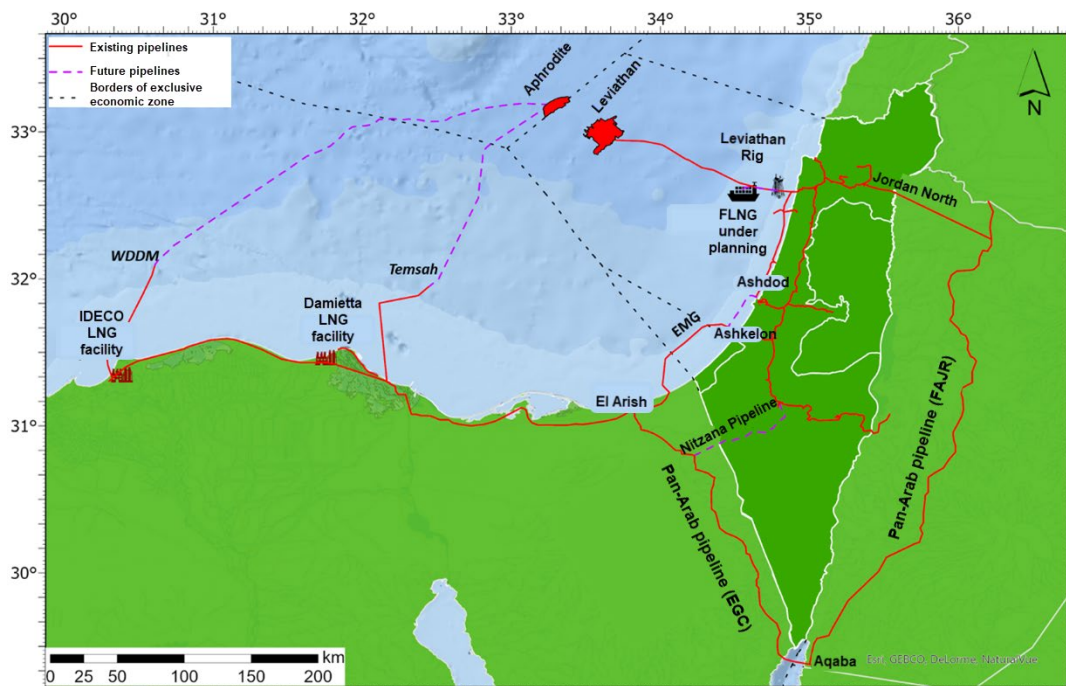 30° 31° 32° 33° 34° 35° 36°
Existing pipelines
Future pipelines
Borders of exclusive
economic zone
N
Aphrodite
Leviathan
33°
Leviathan
Rig
Jordan North
FLNG
under
planning
WDDM
Temsah
32°
Ashdod
IDECO
LNG
facility
Damietta
LNG
facility
EMG
Ashkelon
El Arish
31°
Nitzana Pipeline
Pan-Arab pipeline (EGC)
Pan-Arab pipeline (FAJR)
30°
km
0 25 50 100 150 200
Aqaba
Esri, GEBCO, DeLorme, NaturalVue